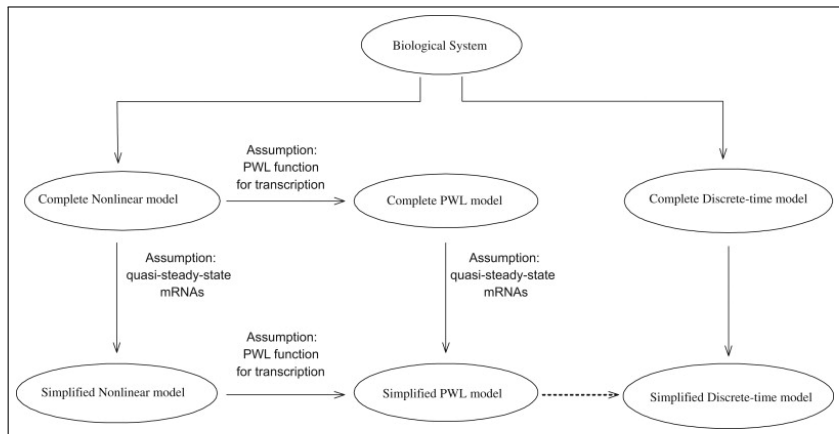 Biological System
Assumption:
PWL function
for transcription
Complete Nonlinear model
Complete PWL model
Complete Discrete-time model
Assumption:
quasi-steady-state
mRNAs
Assumption:
quasi-steady-state
mRNAs
Assumption:
PWL function
for transcription
Simplified Nonlinear model
Simplified PWL model
Simplified Discrete-time model